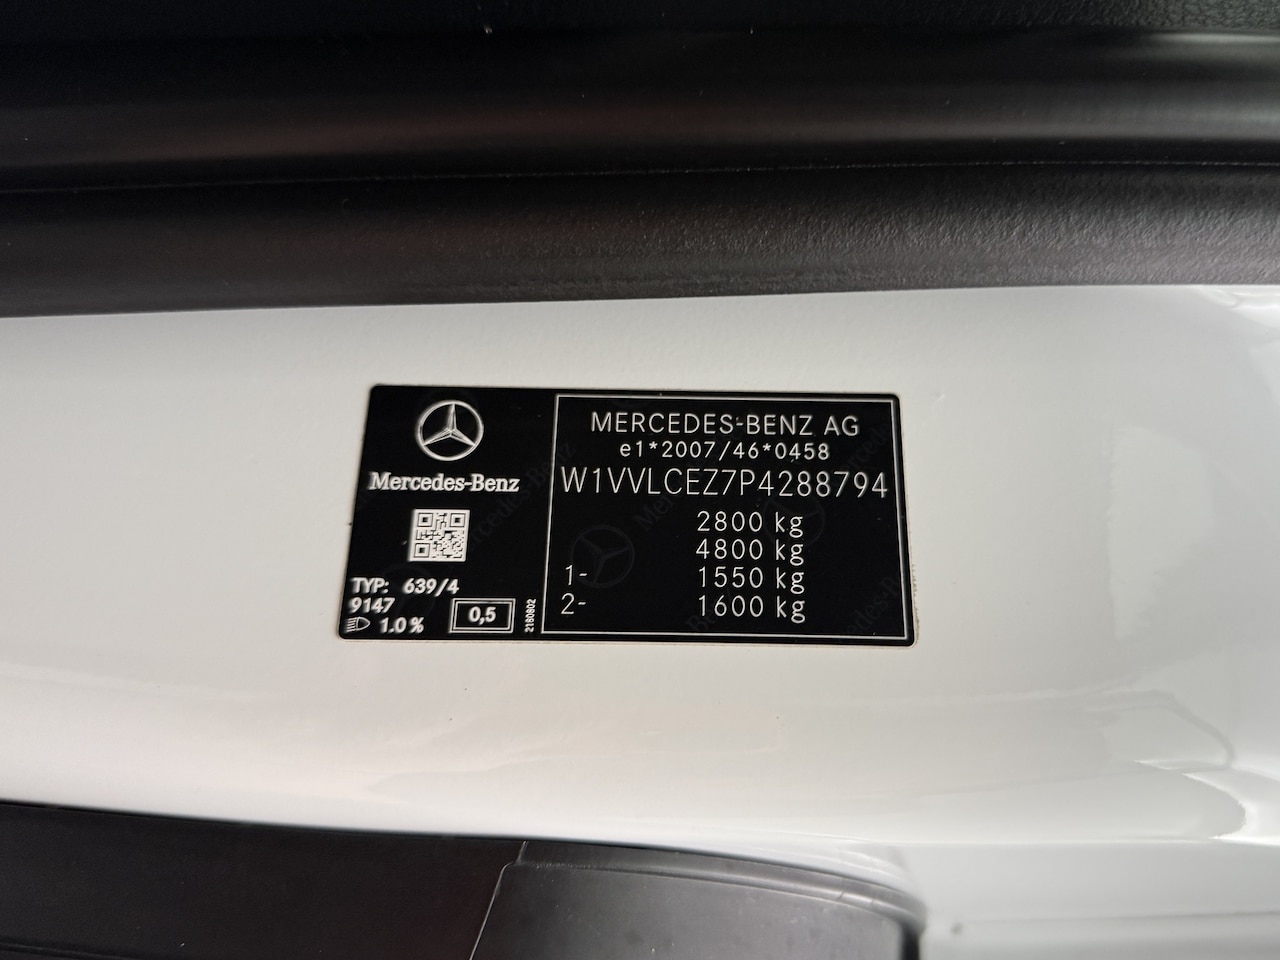 Mercedes-Benz
TYP: 639/4
9147
1.0%
0,5
2180802
MERCEDES-BENZ AG
e1*2007/46*0458
W1VVLCEZ7P4288794
2800 kg
4800 kg
1- 1550 kg
2- 1600 kg